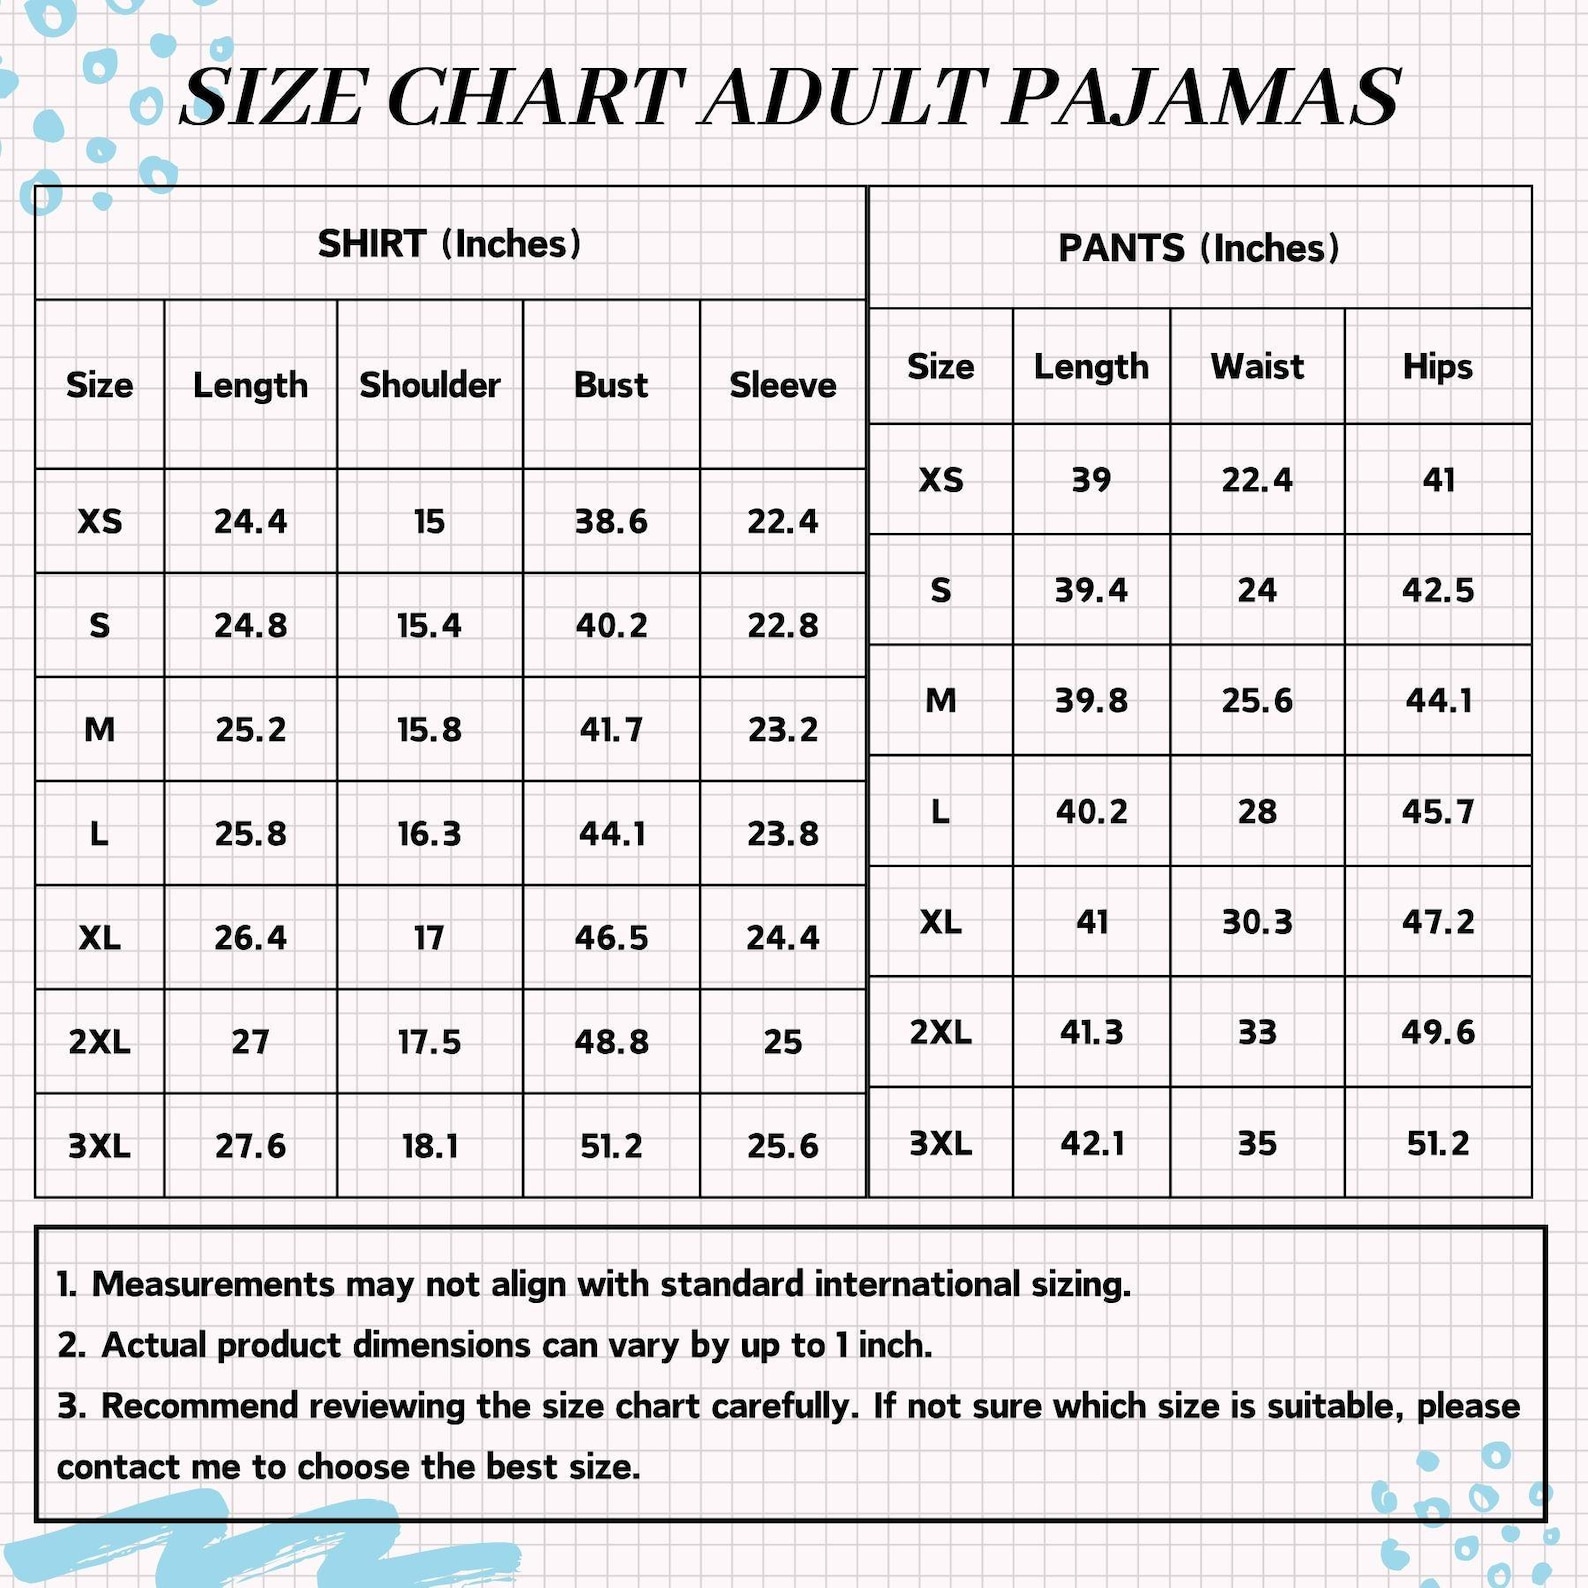 SIZE CHART ADULT PAJAMAS
SHIRT (Inches)
Size Length Shoulder Bust Sleeve
XS 24.4 15 38.6 22.4
S 24.8 15.4 40.2 22.8
M 25.2 15.8 41.7 23.2
L 25.8 16.3 44.1 23.8
XL 26.4 17 46.5 24.4
2XL 27 17.5 48.8 25
3XL 27.6 18.1 51.2 25.6
PANTS (Inches)
Size Length Waist Hips
XS 39 22.4 41
S 39.4 24 42.5
M 39.8 25.6 44.1
L 40.2 28 45.7
XL 41 30.3 47.2
2XL 41.3 33 49.6
3XL 42.1 35 51.2
1. Measurements may not align with standard international sizing.
2. Actual product dimensions can vary by up to 1 inch.
3. Recommend reviewing the size chart carefully. If not sure which size is suitable, please
contact me to choose the best size.